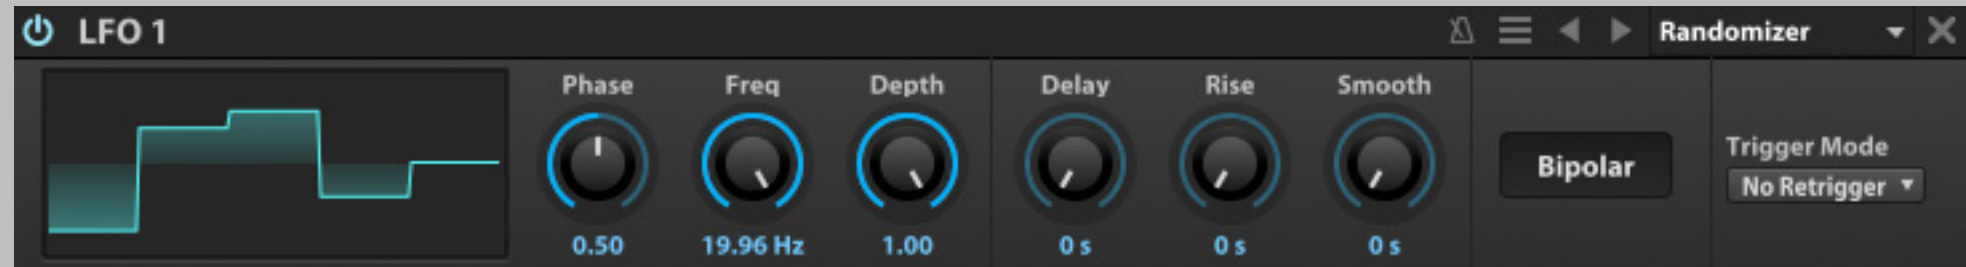 LFO 1
Randomizer
Phase
Freq
Depth
Delay
Rise
Smooth
0.50
19.96 Hz
1.00
0 s
0 s
0 s
Bipolar
Trigger Mode
No Retrigger